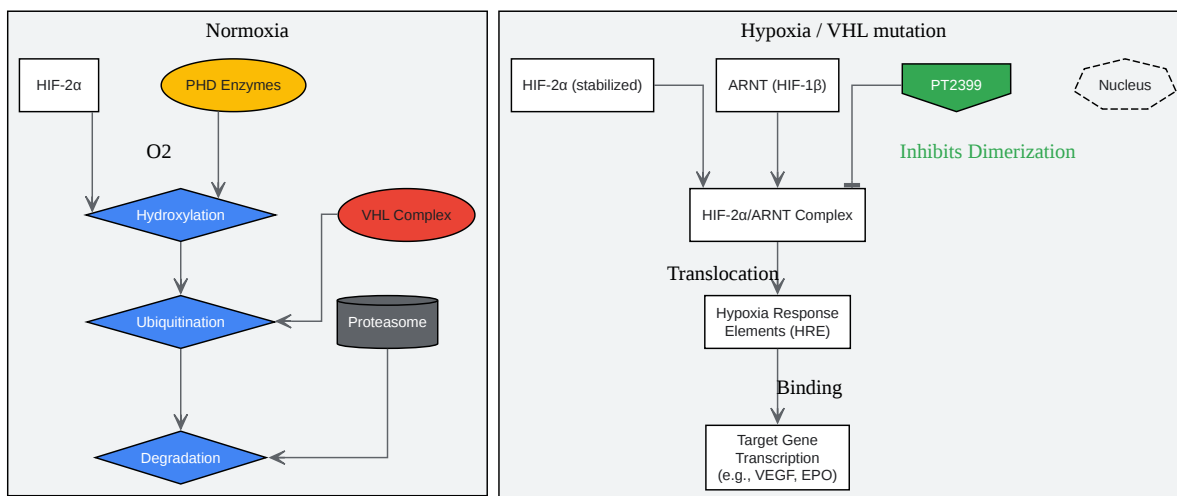 Normoxia
HIF-2α
PHD Enzymes
O2
Hydroxylation
VHL Complex
Ubiquitination
Proteasome
Degradation
Hypoxia / VHL mutation
HIF-2α (stabilized)
ARNT (HIF-1β)
PT2399
Nucleus
Inhibits Dimerization
HIF-2α/ARNT Complex
Translocation
Hypoxia Response
Elements (HRE)
Binding
Target Gene
Transcription
(e.g., VEGF, EPO)